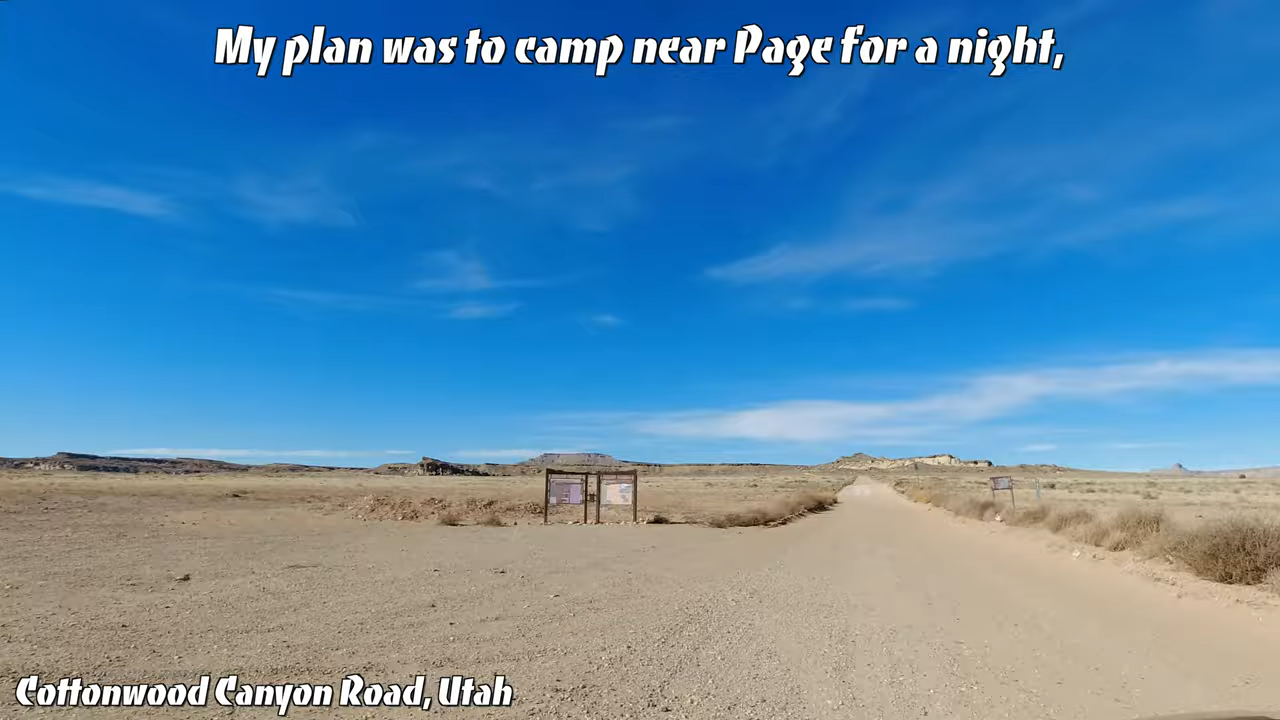 My plan was to camp near Page for a night,
Cottonwood Canyon Road, Utah